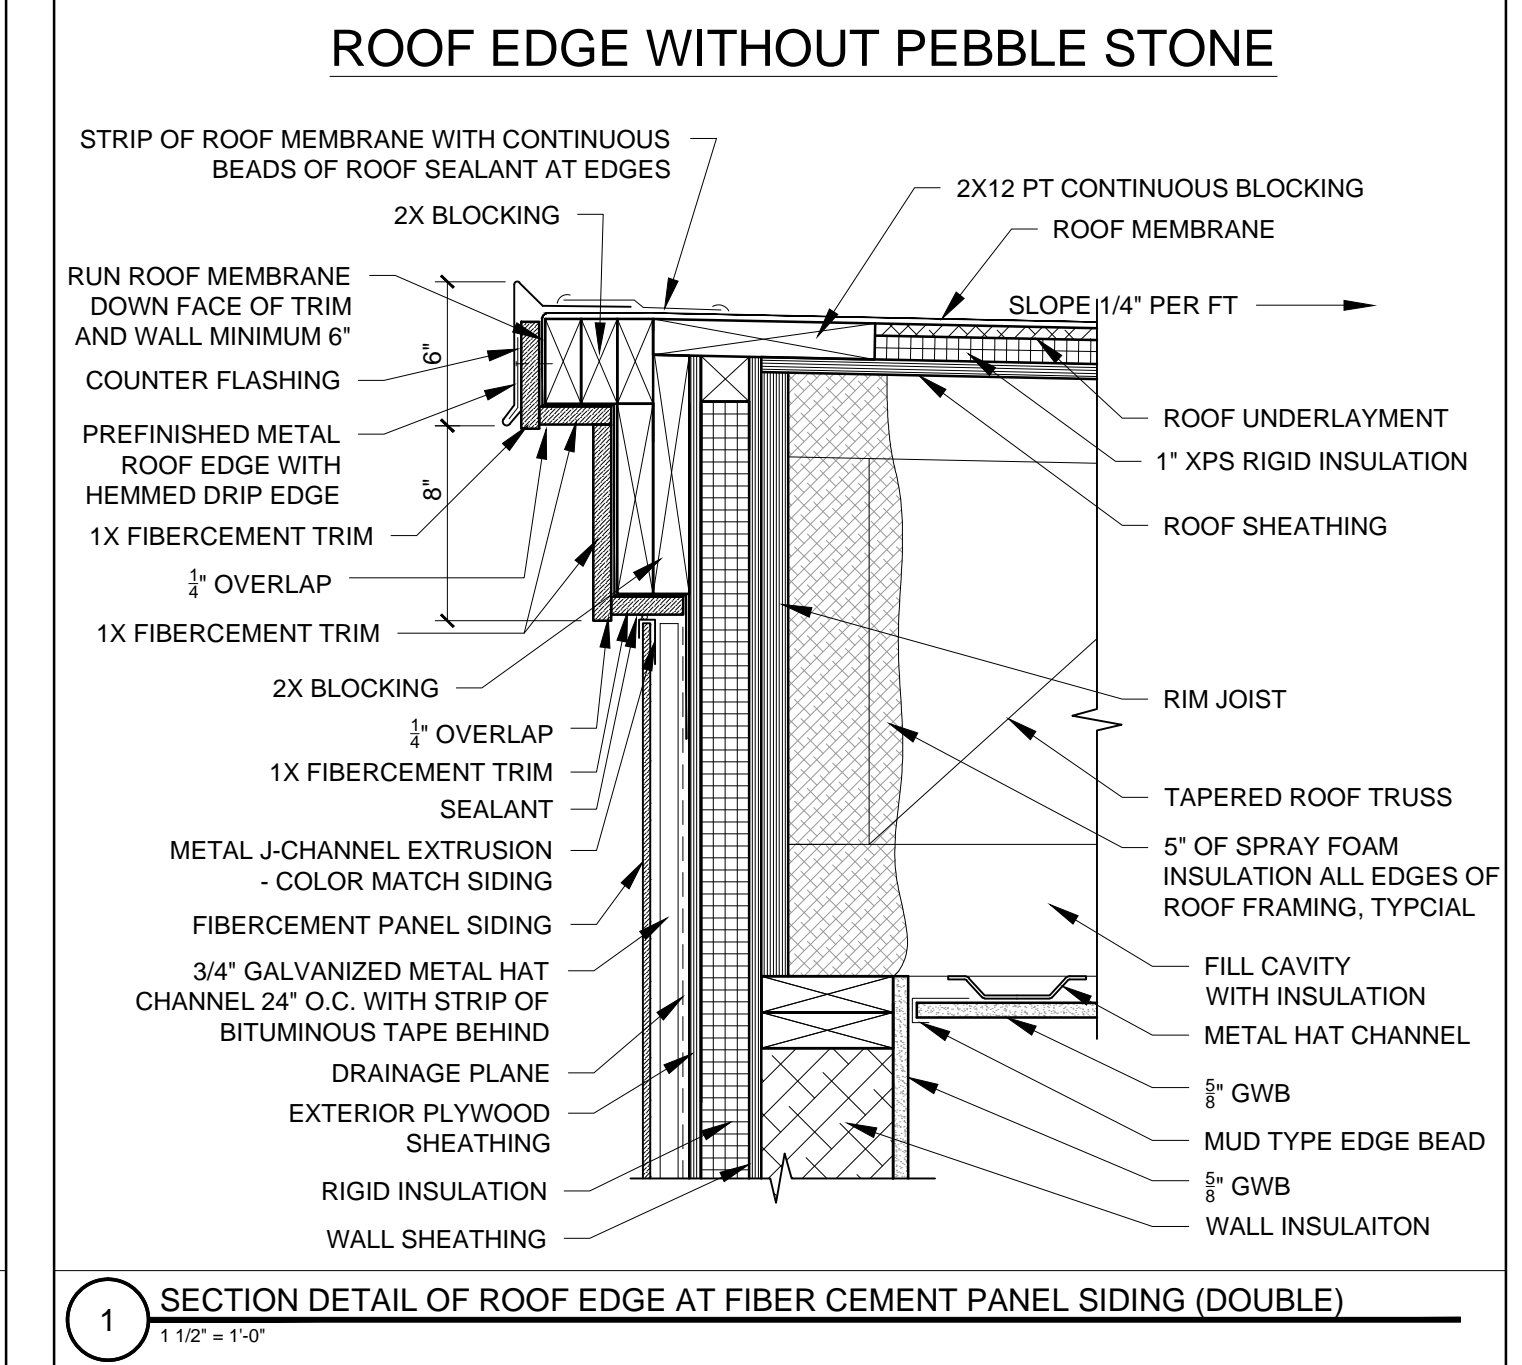 ROOF EDGE WITHOUT PEBBLE STONE
STRIP OF ROOF MEMBRANE WITH CONTINUOUS
BEADS OF ROOF SEALANT AT EDGES
2X BLOCKING
RUN ROOF MEMBRANE
DOWN FACE OF TRIM
AND WALL MINIMUM 6"
COUNTER FLASHING
PREFINISHED METAL
ROOF EDGE WITH
HEMMED DRIP EDGE
1X FIBERCEMENT TRIM
1/4" OVERLAP
1X FIBERCEMENT TRIM
2X BLOCKING
1/4" OVERLAP
1X FIBERCEMENT TRIM
SEALANT
METAL J-CHANNEL EXTRUSION
- COLOR MATCH SIDING
FIBERCEMENT PANEL SIDING
3/4" GALVANIZED METAL HAT
CHANNEL 24" O.C. WITH STRIP OF
BITUMINOUS TAPE BEHIND
DRAINAGE PLANE
EXTERIOR PLYWOOD
SHEATHING
RIGID INSULATION
WALL SHEATHING
6"
8"
2X12 PT CONTINUOUS BLOCKING
ROOF MEMBRANE
SLOPE 1/4" PER FT
ROOF UNDERLAYMENT
1" XPS RIGID INSULATION
ROOF SHEATHING
RIM JOIST
TAPERED ROOF TRUSS
5" OF SPRAY FOAM
INSULATION ALL EDGES OF
ROOF FRAMING, TYPCIAL
FILL CAVITY
WITH INSULATION
METAL HAT CHANNEL
5/8" GWB
MUD TYPE EDGE BEAD
5/8" GWB
WALL INSULAITON
1
SECTION DETAIL OF ROOF EDGE AT FIBER CEMENT PANEL SIDING (DOUBLE)
1 1/2" = 1'-0"